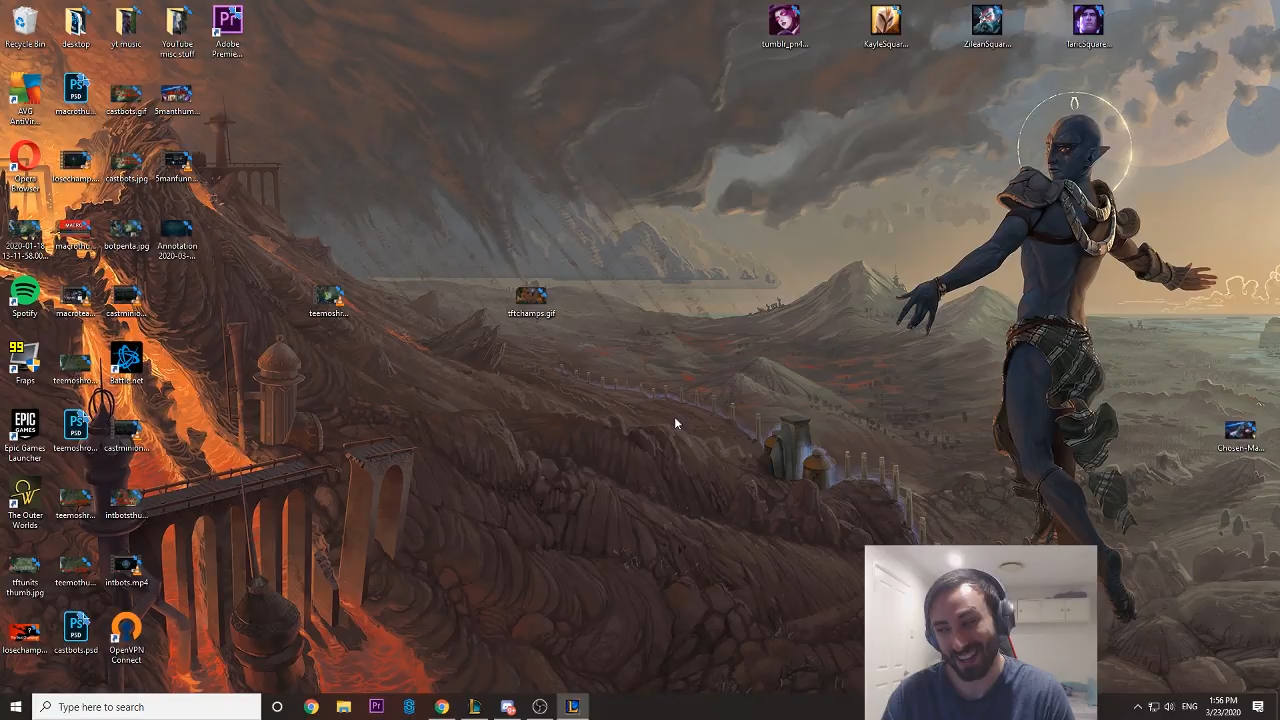 Recycle Bin
desktop
yt music
YouTube
misc stuff
Adobe
Premie...
tumblr_pn4...
KayleSquar...
ZileanSquar...
TaricSquare...
AVG
AntiVir...
macrothu...
castbots.gif
5manthum...
Opera
Browser
losechamp....
castbots.jpg
5manfunn...
2020-01-18
13-11-58.00...
macrothu...
botpenta.jpg
Annotation
2020-03-...
Spotify
macrotea...
castminio...
teemoshr...
tftchamps.gif
99
Fraps
teemoshro...
Battle.net
EPIC
GAMES
Epic Games
Launcher
teemoshro...
castminion...
Chosen-Ma...
The Outer
Worlds
teemoshr...
intbotsthu...
tftunits
thumb.jpg
teemothu...
intbots.mp4
losechamp...
castbots.psd
OpenVPN
Connect
Type here to search
ENG
1:56 PM
3/23/2020